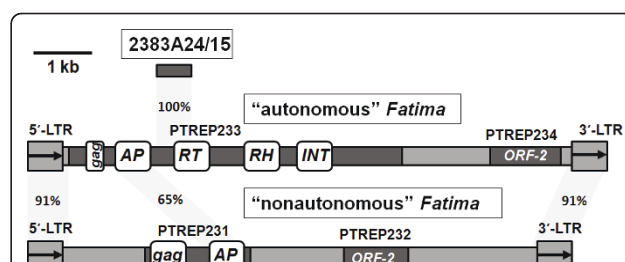 2383A24/15
1 kb
100%
"autonomous" Fatima
5′-LTR
PTREP233
PTREP234
3′-LTR
gag
AP
RT
RH
INT
ORF-2
91%
65%
"nonautonomous" Fatima
91%
5′-LTR
PTREP231
PTREP232
3′-LTR
gag
AP
ORF-2